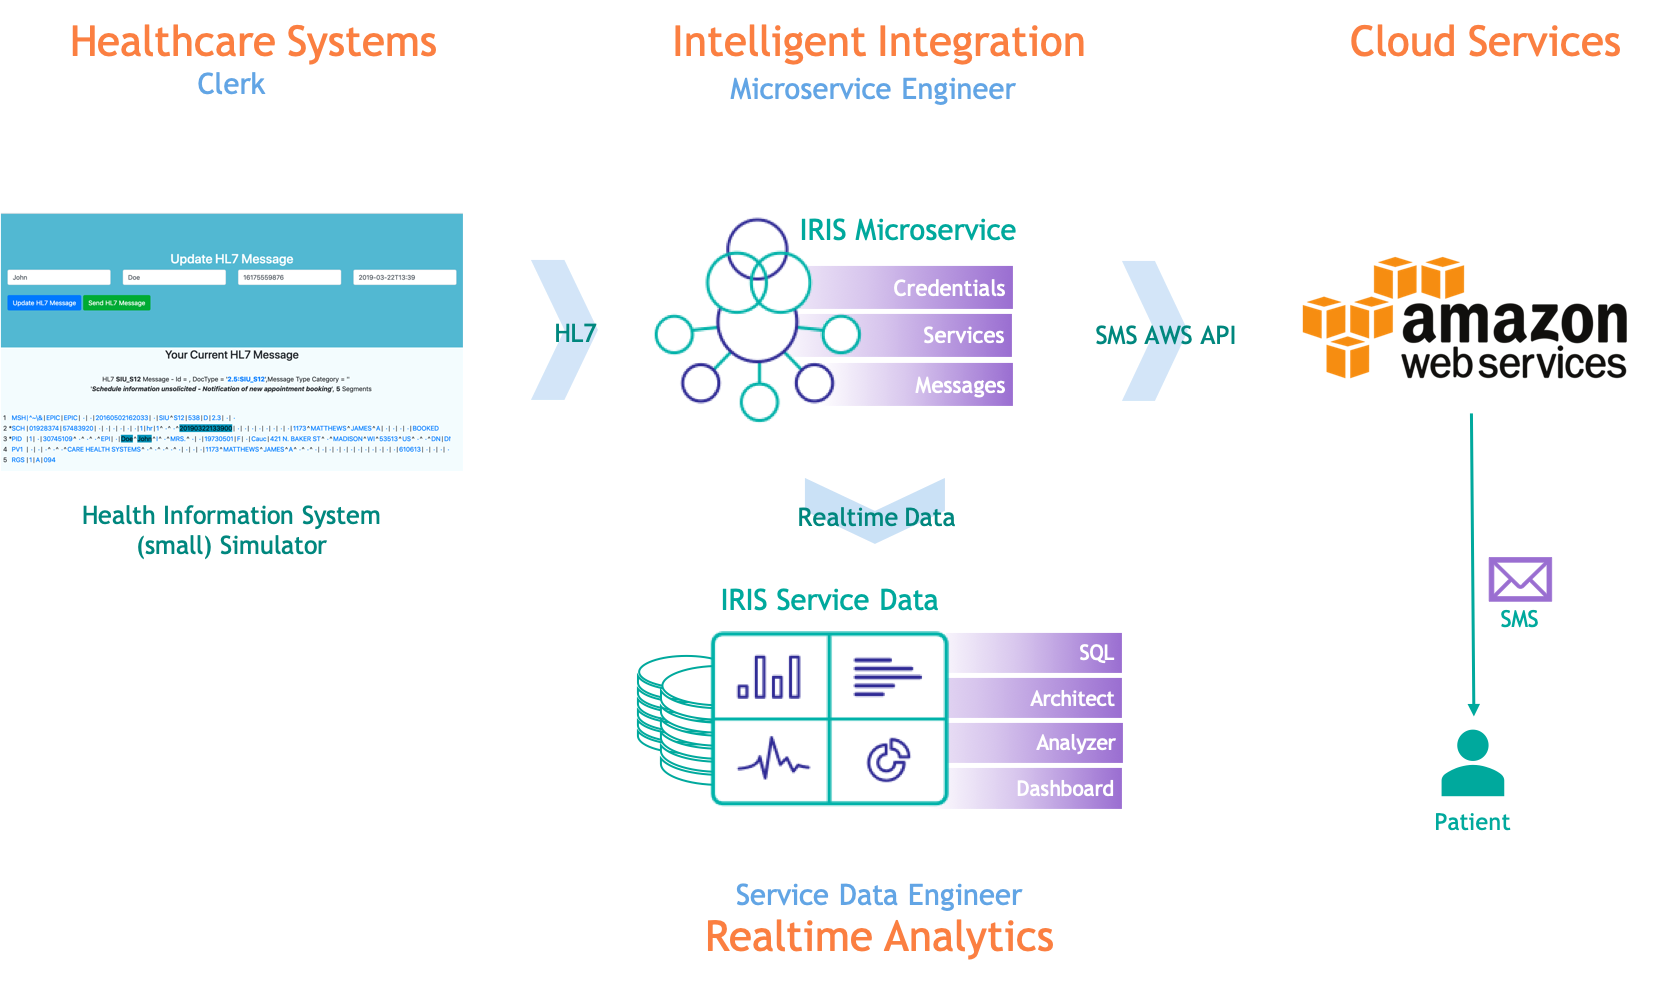 Healthcare Systems
Clerk
Intelligent Integration
Microservice Engineer
Cloud Services
Update HL7 Message
John
Doe
16175559876
2019-03-22T13:39
Update HL7 Message
Send HL7 Message
Your Current HL7 Message
HL7 SIU_S12 Message - Id = , DocType = '2.5:SIU_S12',Message Type Category = ''
'Schedule information unsolicited - Notification of new appointment booking', 5 Segments
1 MSH|^~\&|EPIC|EPIC| -| -|20160502162033| -|SIU^S12|538|D|2.3| -| -
2 *SCH|01928374|57483920| -| -| -| -| -|1|hr|1^ -^ -^20190322133900| -| -| -| -| -| -| -|1173^MATTHEWS^JAMES^A| -| -| -| -|BOOKED
3 *PID |1| -|30745109^ -^ -^ -^EPI| -|Doe^John^|^ -^MRS.^ -| -|19730501|F| -|Cauc|421 N. BAKER ST^ -^MADISON^WI^53513^US^ -^ -^DN|D!
4 PV1 | -| -| -^ -^ -^CARE HEALTH SYSTEMS^ -^ -^ -^ -^ -| -| -| -|1173^MATTHEWS^JAMES^A^ -^ -^ -| -| -| -| -| -| -| -| -| -| -|610613| -| -| -| -
5 RGS |1|A|094
Health Information System
(small) Simulator
HL7
IRIS Microservice
Credentials
Services
Messages
SMS AWS API
amazon
web services
Realtime Data
IRIS Service Data
SQL
Architect
Analyzer
Dashboard
SMS
Patient
Service Data Engineer
Realtime Analytics